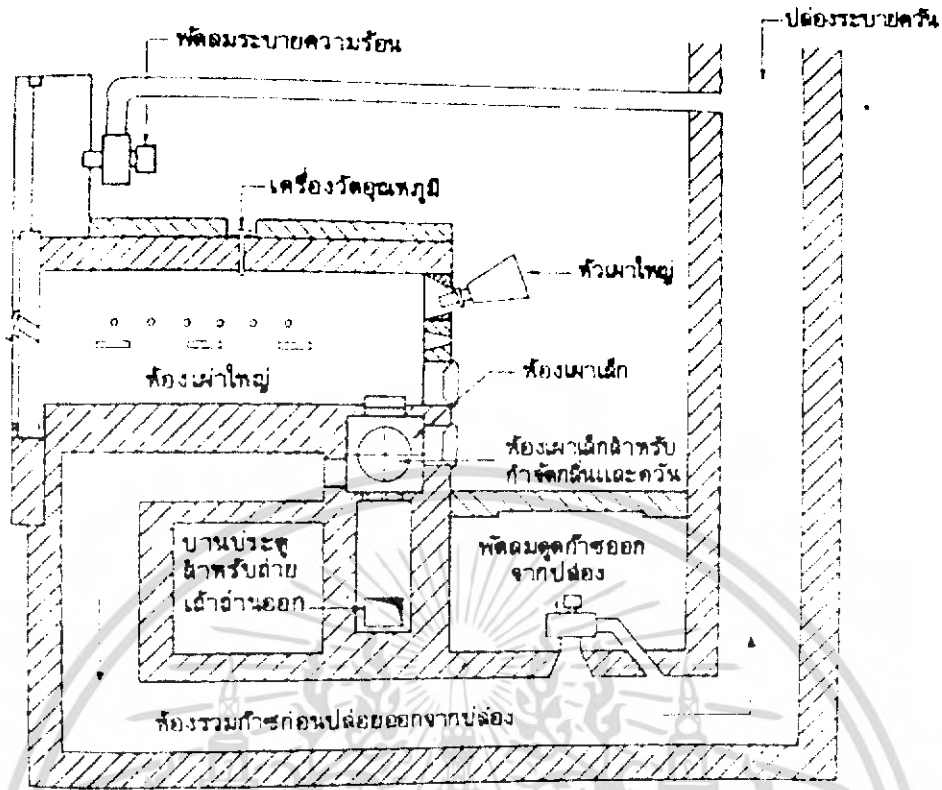 ปล่องระบายควัน
พัดลมระบายความร้อน
เครื่องวัดอุณหภูมิ
หัวเผาใหญ่
ห้องเผาใหญ่
ห้องเผาเล็ก
ห้องเผาเล็กสำหรับ
กำจัดกลิ่นและควัน
บานประตู
สำหรับถ่าย
เถ้าถ่านออก
พัดลมดูดก๊าซออก
จากปล่อง
ห้องรวมก๊าซก่อนปล่อยออกจากปล่อง